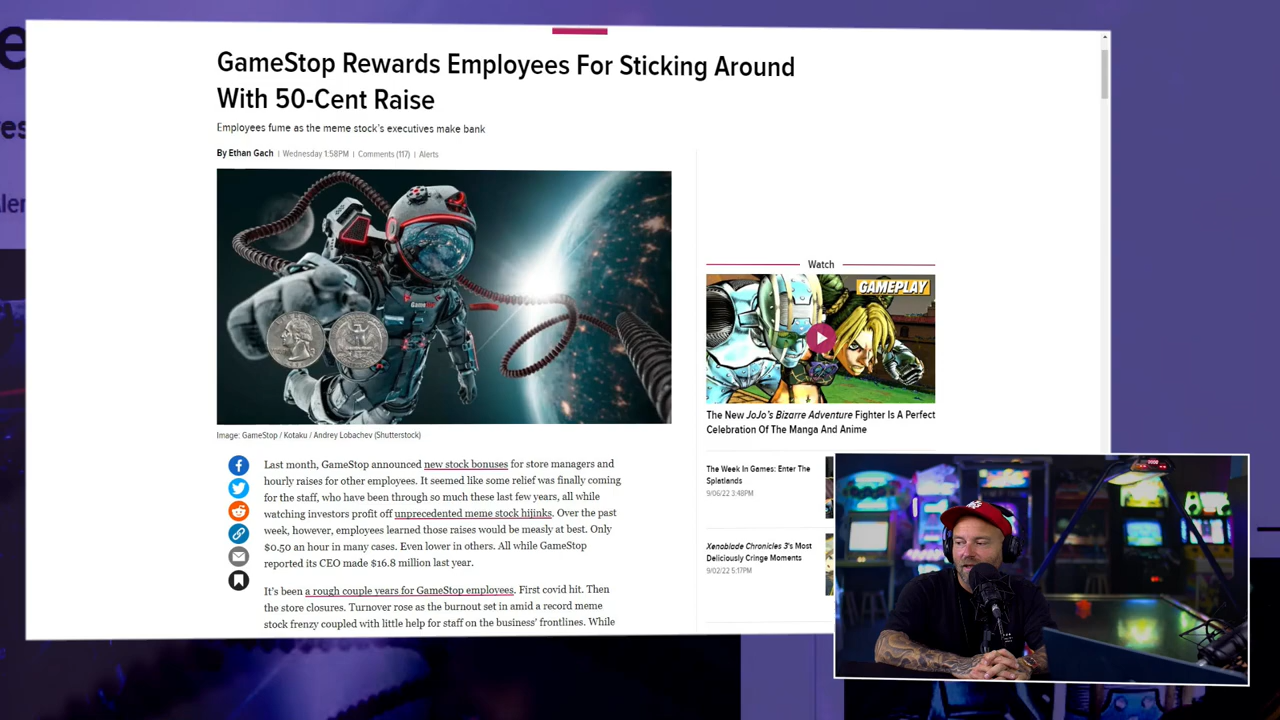 GameStop Rewards Employees For Sticking Around
With 50-Cent Raise
Employees fume as the meme stock's executives make bank
By Ethan Gach | Wednesday 1:58PM | Comments (117) | Alerts
Image: GameStop / Kotaku / Andrey Lobachev (Shutterstock)
Last month, GameStop announced new stock bonuses for store managers and
hourly raises for other employees. It seemed like some relief was finally coming
for the staff, who have been through so much these last few years, all while
watching investors profit off unprecedented meme stock hijinks. Over the past
week, however, employees learned those raises would be measly at best. Only
$0.50 an hour in many cases. Even lower in others. All while GameStop
reported its CEO made $16.8 million last year.
It's been a rough couple years for GameStop employees. First covid hit. Then
the store closures. Turnover rose as the burnout set in amid a record meme
stock frenzy coupled with little help for staff on the business' frontlines. While
Watch
GAMEPLAY
The New JoJo's Bizarre Adventure Fighter Is A Perfect
Celebration Of The Manga And Anime
The Week In Games: Enter The
Splatlands
9/06/22 3:48PM
Xenoblade Chronicles 3's Most
Deliciously Cringe Moments
9/02/22 5:17PM